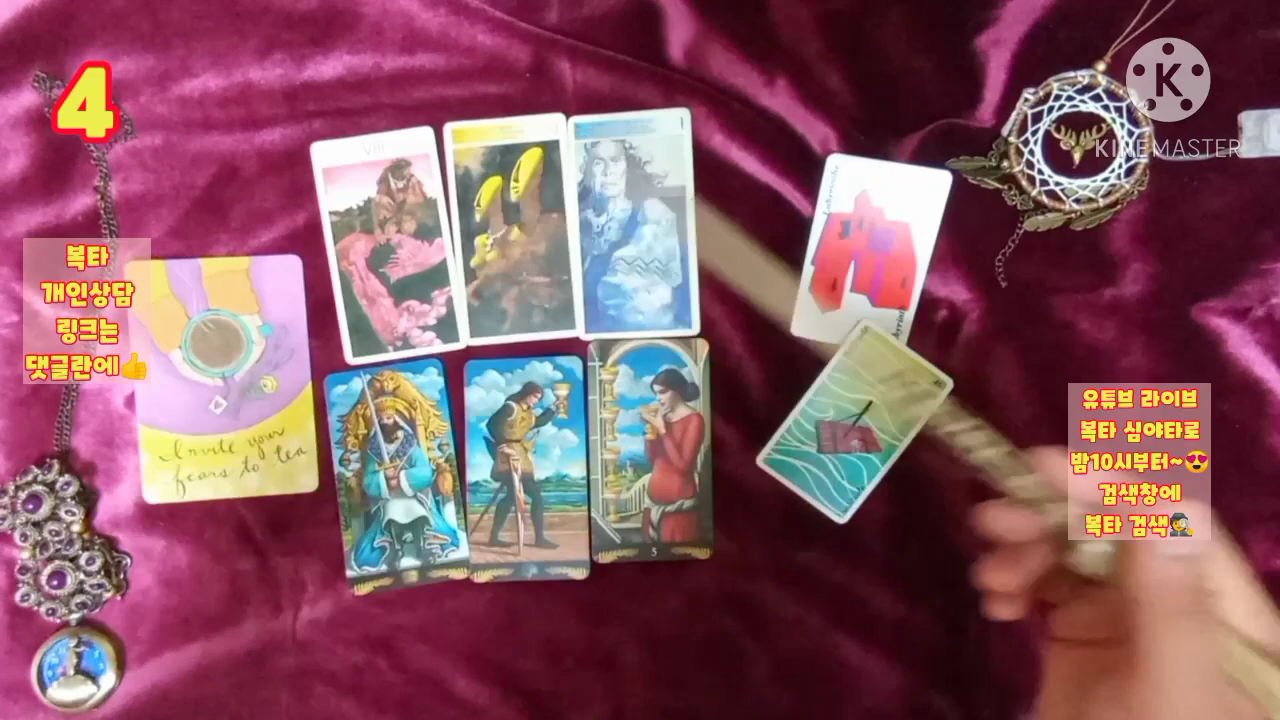 4
KINEMASTER
VIII
복타
개인상담
링크는
댓글란에👍
Invite your
fears to tea
5
유튜브 라이브
복타 심야타로
밤10시부터~😍
검색창에
복타 검색🕵